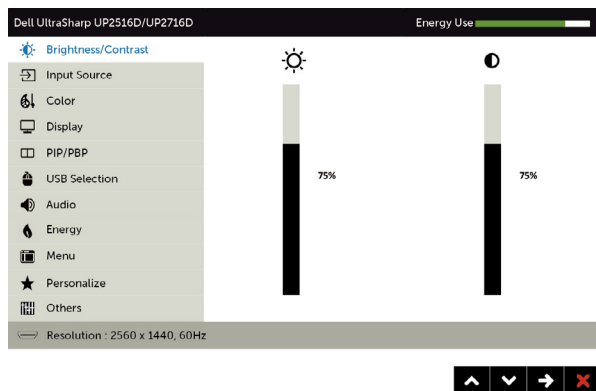 Dell UltraSharp UP2516D/UP2716D Energy Use
Brightness/Contrast
Input Source
Color
Display
PIP/PBP
USB Selection
Audio
Energy
Menu
Personalize
Others
75% 75%
Resolution : 2560 x 1440, 60Hz